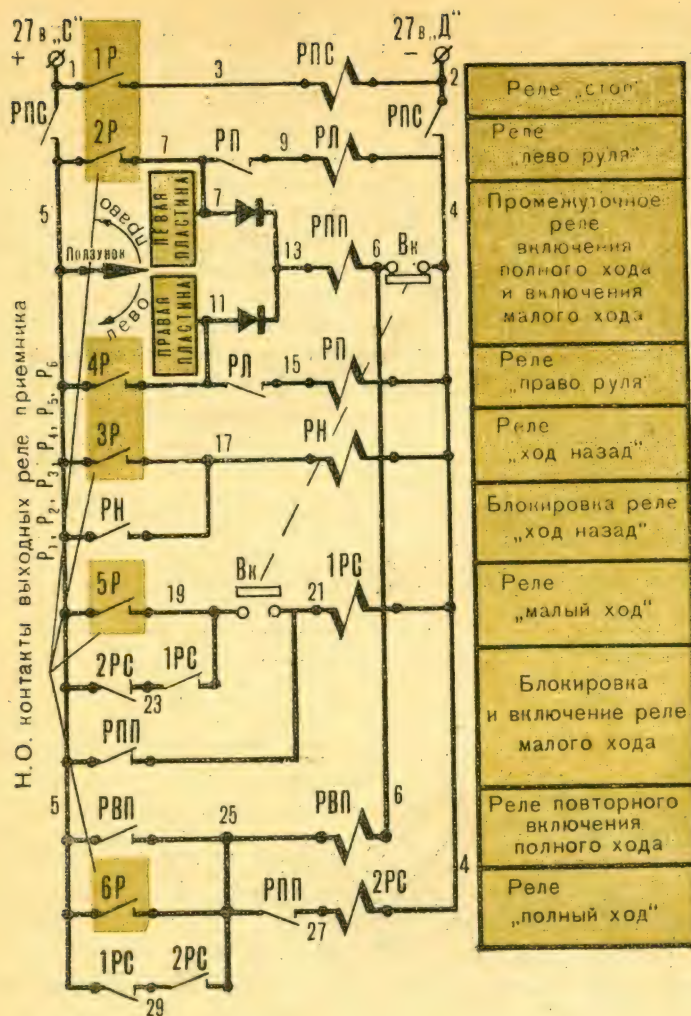 27 в „С"
27 в. „Д"
+
1Р
РПС
−
1
3
2
РПС
РПС
2Р
7
РП
9
РЛ
5
право
ЛЕВАЯ ПЛАСТИНА
7
4
Ползунок
13
РПП
6
Вк
лево
ПРАВАЯ ПЛАСТИНА
11
4Р
РЛ
15
РП
3Р
17
РН
РН
Вк
5Р
19
21
1РС
2РС
1РС
23
РПП
5
РВП
25
РВП
6
6Р
РПП
2РС
4
27
1РС
2РС
29
Н.О. контакты выходных реле приемника
Р₁, Р₂, Р₃, Р₄, Р₅, Р₆
Реле „стоп"
Реле
„лево руля"
Промежуточное
реле
включения
полного хода
и включения
малого хода
Реле
„право руля"
Реле
„ход назад"
Блокировка реле
„ход назад"
Реле
„малый ход"
Блокировка
и включение реле
малого хода
Реле повторного
включения
полного хода
Реле
„полный ход"